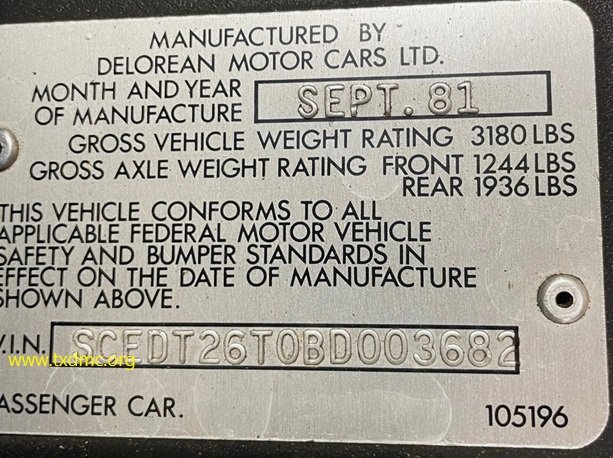 MANUFACTURED BY
DELOREAN MOTOR CARS LTD.
MONTH AND YEAR
OF MANUFACTURE SEPT. 81
GROSS VEHICLE WEIGHT RATING 3180 LBS
GROSS AXLE WEIGHT RATING FRONT 1244 LBS
REAR 1936 LBS
THIS VEHICLE CONFORMS TO ALL
APPLICABLE FEDERAL MOTOR VEHICLE
SAFETY AND BUMPER STANDARDS IN
EFFECT ON THE DATE OF MANUFACTURE
SHOWN ABOVE.
V.I.N. SCEDT26T0BD003682
www.txdmc.org
ASSENGER CAR. 105196